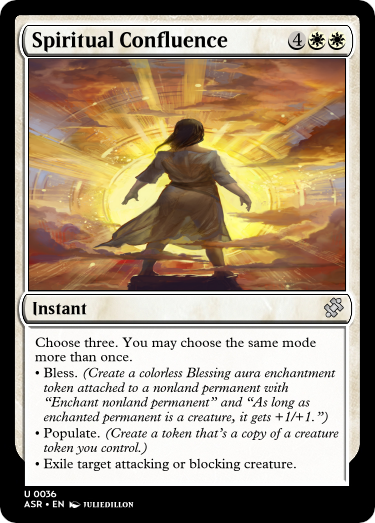 Spiritual Confluence 4
Instant
Choose three. You may choose the same mode
more than once.
• Bless. (Create a colorless Blessing aura enchantment
token attached to a nonland permanent with
“Enchant nonland permanent” and “As long as
enchanted permanent is a creature, it gets +1/+1.”)
• Populate. (Create a token that’s a copy of a creature
token you control.)
• Exile target attacking or blocking creature.
U 0036
ASR • EN JULIEDILLON